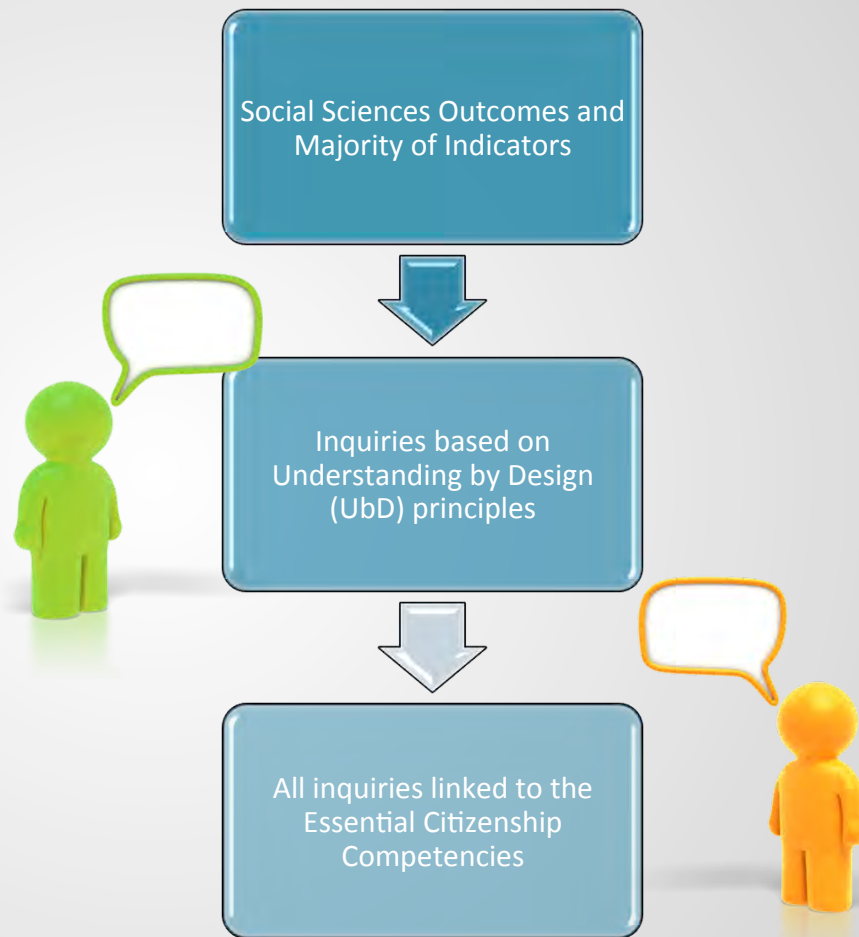 Social Sciences Outcomes and
Majority of Indicators
Inquiries based on
Understanding by Design
(UbD) principles
All inquiries linked to the
Essential Citizenship
Competencies